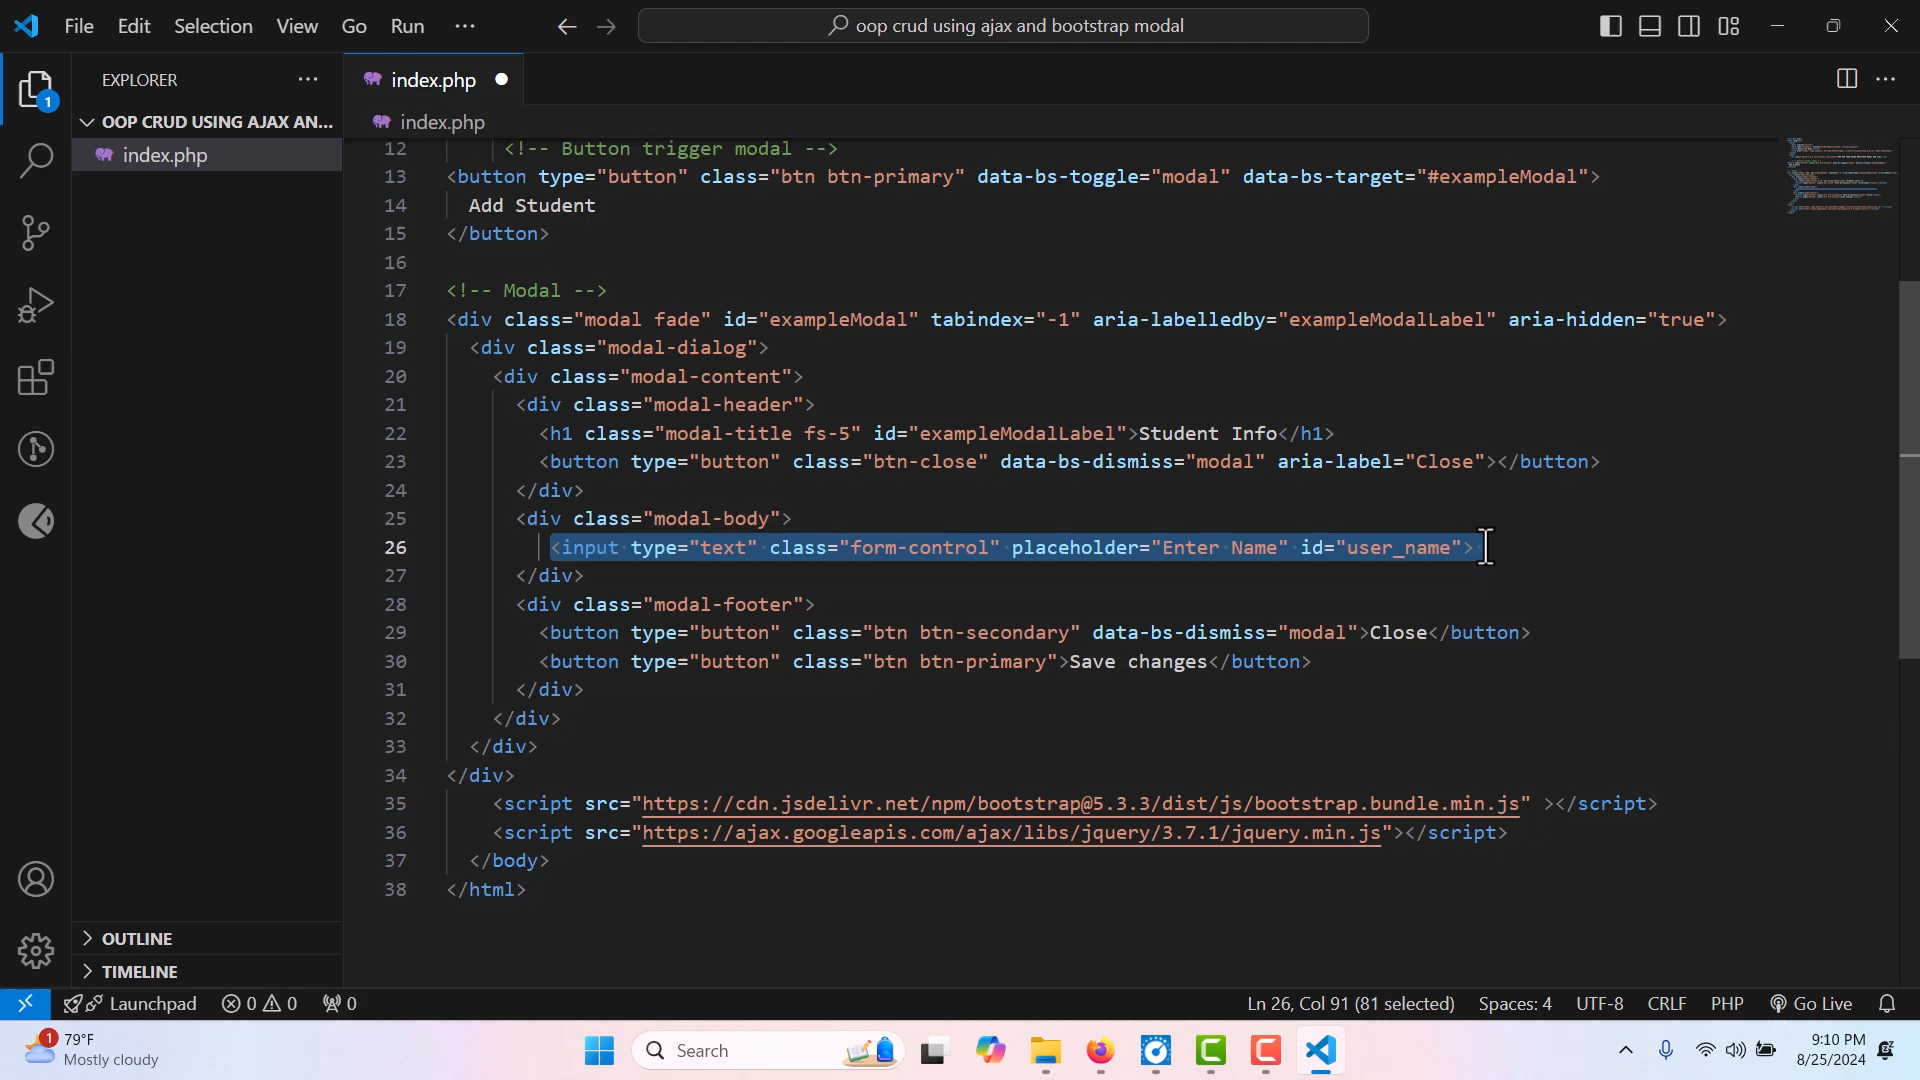 File Edit Selection View Go Run ···
oop crud using ajax and bootstrap modal
EXPLORER
index.php
OOP CRUD USING AJAX AN...
index.php
index.php
1
12 <!-- Button trigger modal -->
13 <button type="button" class="btn btn-primary" data-bs-toggle="modal" data-bs-target="#exampleModal">
14 Add Student
15 </button>
16
17 <!-- Modal -->
18 <div class="modal fade" id="exampleModal" tabindex="-1" aria-labelledby="exampleModalLabel" aria-hidden="true">
19 <div class="modal-dialog">
20 <div class="modal-content">
21 <div class="modal-header">
22 <h1 class="modal-title fs-5" id="exampleModalLabel">Student Info</h1>
23 <button type="button" class="btn-close" data-bs-dismiss="modal" aria-label="Close"></button>
24 </div>
25 <div class="modal-body">
26 <input type="text" class="form-control" placeholder="Enter Name" id="user_name">
27 </div>
28 <div class="modal-footer">
29 <button type="button" class="btn btn-secondary" data-bs-dismiss="modal">Close</button>
30 <button type="button" class="btn btn-primary">Save changes</button>
31 </div>
32 </div>
33 </div>
34 </div>
35 <script src="https://cdn.jsdelivr.net/npm/bootstrap@5.3.3/dist/js/bootstrap.bundle.min.js" ></script>
36 <script src="https://ajax.googleapis.com/ajax/libs/jquery/3.7.1/jquery.min.js"></script>
37 </body>
38 </html>
OUTLINE
TIMELINE
Launchpad 0 0 0 Ln 26, Col 91 (81 selected) Spaces: 4 UTF-8 CRLF PHP Go Live
1 79°F
Mostly cloudy
Search
9:10 PM
8/25/2024